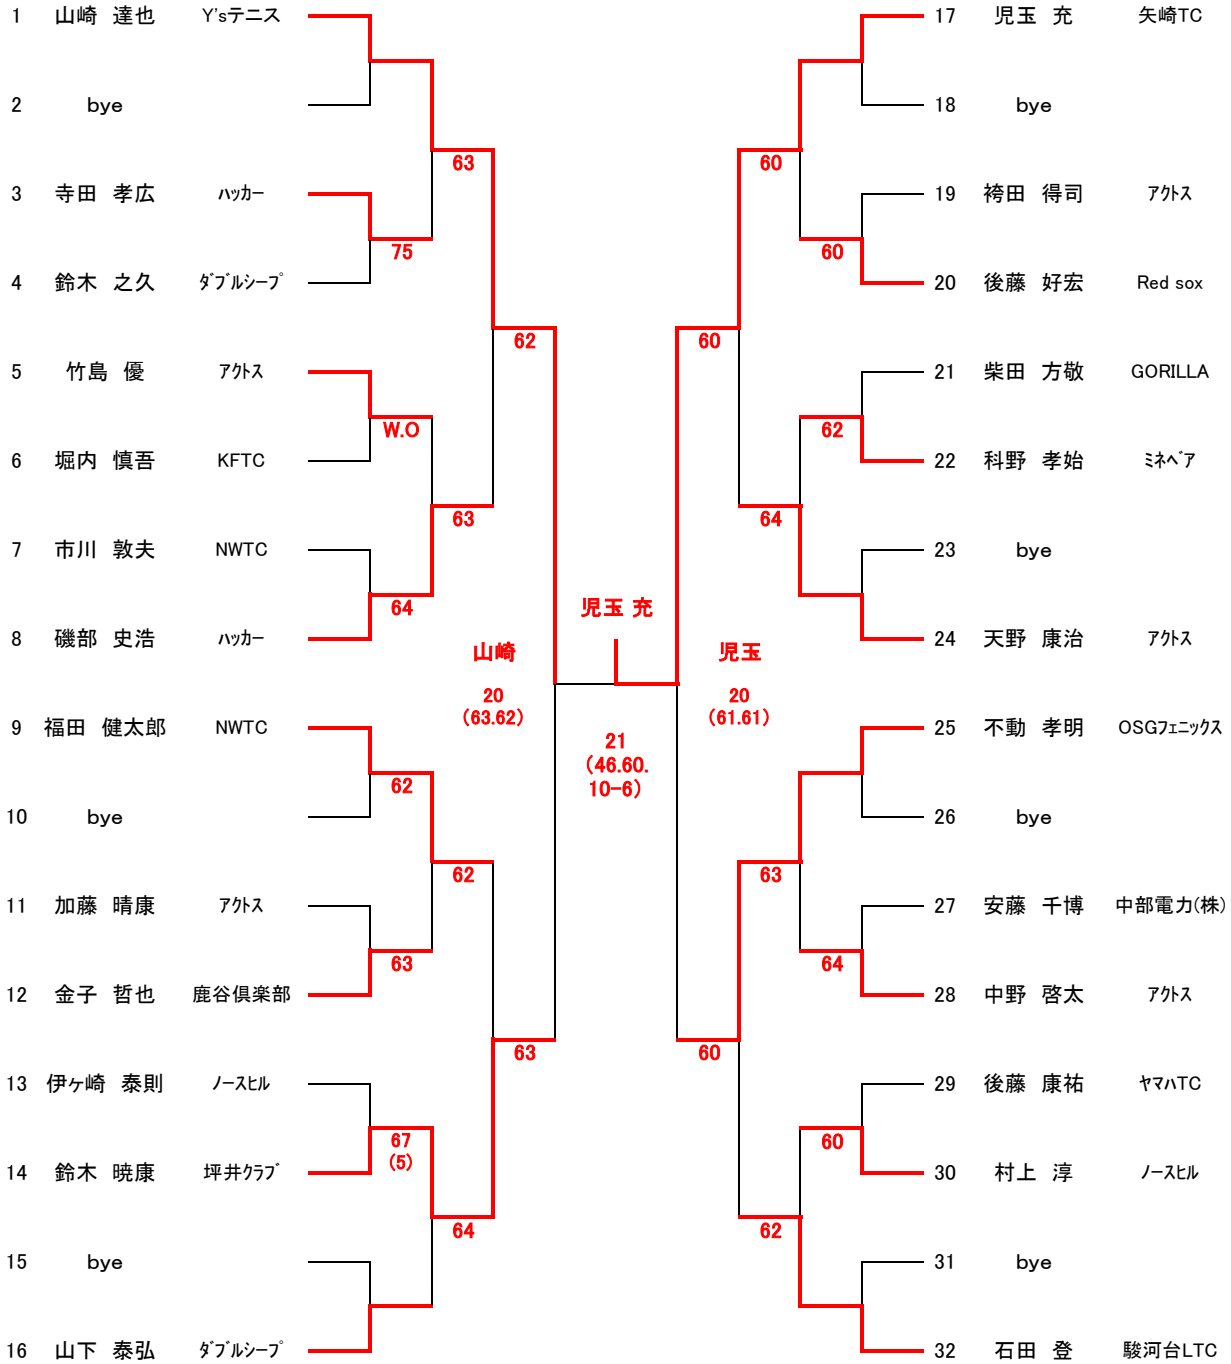 1 山崎 達也 Y'sテニス
2 bye
63
3 寺田 孝広 ハッカー
75
4 鈴木 之久 ダブルシープ
62
5 竹島 優 アクトス
W.O
6 堀内 慎吾 KFTC
63
7 市川 敦夫 NWTC
64
8 磯部 史浩 ハッカー
山崎
20
(63.62)
9 福田 健太郎 NWTC
62
10 bye
62
11 加藤 晴康 アクトス
63
12 金子 哲也 鹿谷倶楽部
63
13 伊ヶ崎 泰則 ノースヒル
67
(5)
14 鈴木 暁康 坪井クラブ
64
15 bye
16 山下 泰弘 ダブルシープ
児玉 充
21
(46.60.
10-6)
17 児玉 充 矢崎TC
18 bye
60
19 袴田 得司 アクトス
60
20 後藤 好宏 Red sox
60
21 柴田 方敬 GORILLA
62
22 科野 孝始 ミネベア
64
23 bye
24 天野 康治 アクトス
児玉
20
(61.61)
25 不動 孝明 OSGフェニックス
26 bye
63
27 安藤 千博 中部電力(株)
64
28 中野 啓太 アクトス
60
29 後藤 康祐 ヤマハTC
60
30 村上 淳 ノースヒル
62
31 bye
32 石田 登 駿河台LTC